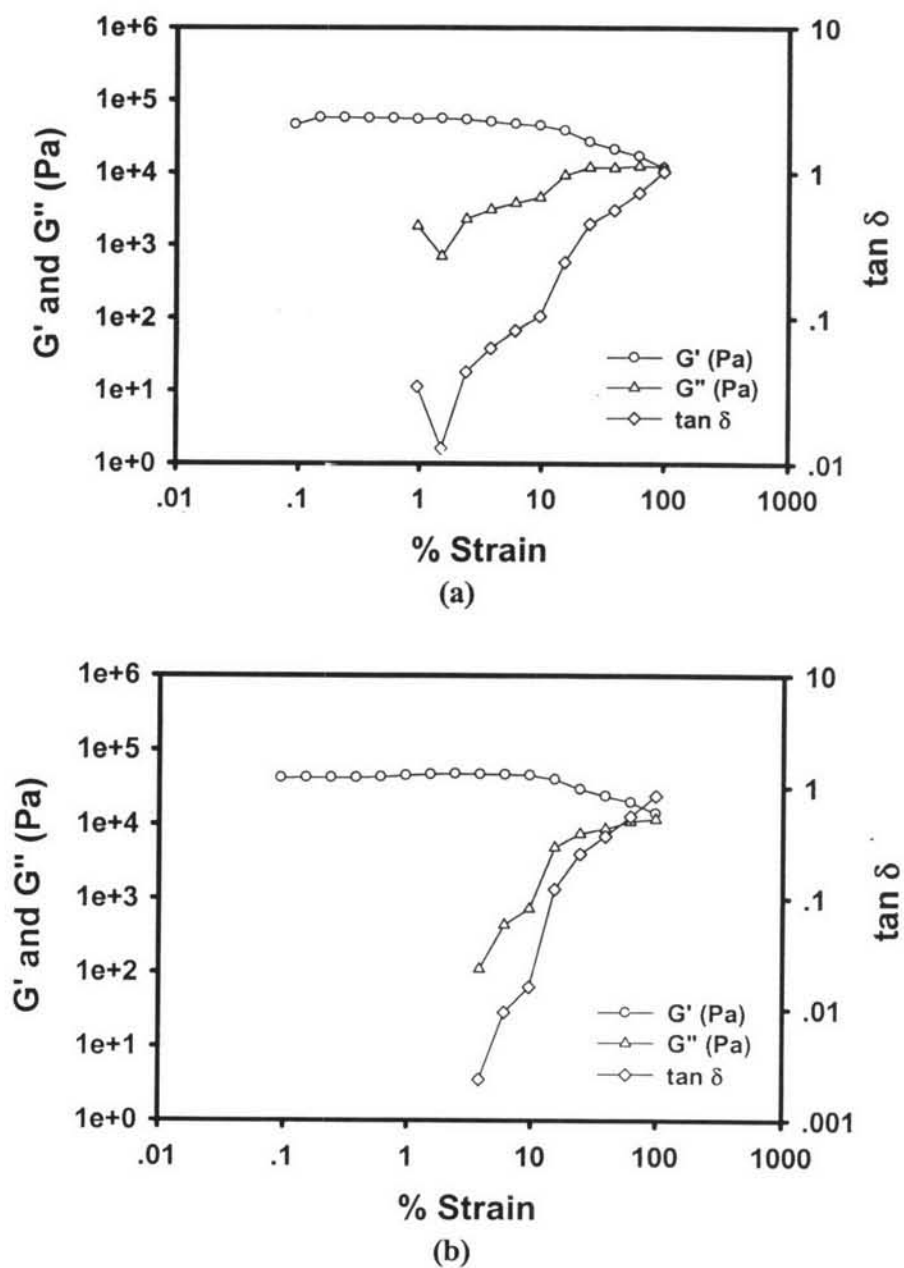 1e+6
1e+5
1e+4
1e+3
1e+2
1e+1
1e+0
G' and G" (Pa)
10
1
.1
.01
tan δ
G' (Pa)
G" (Pa)
tan δ
.01 .1 1 10 100 1000
% Strain
(a)
1e+6
1e+5
1e+4
1e+3
1e+2
1e+1
1e+0
G' and G" (Pa)
10
1
.1
.01
.001
tan δ
G' (Pa)
G" (Pa)
tan δ
.01 .1 1 10 100 1000
% Strain
(b)